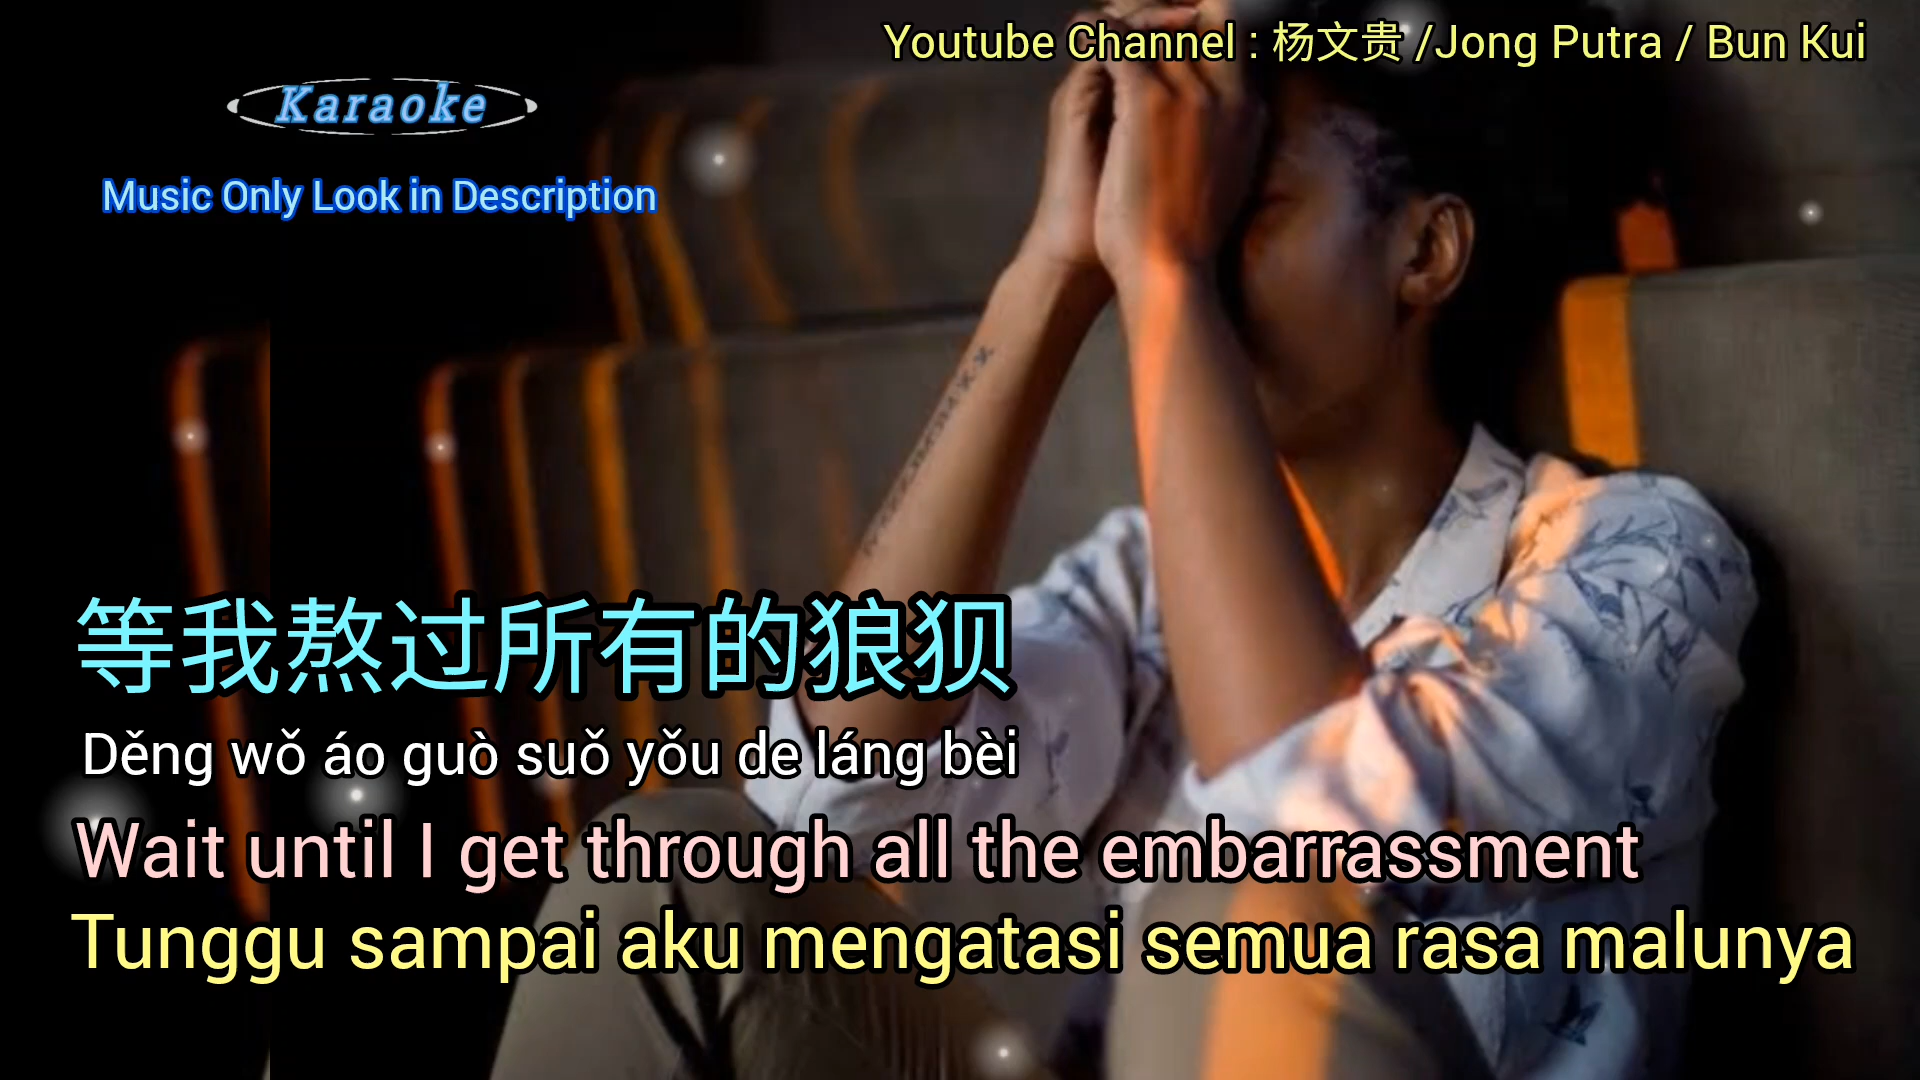 Youtube Channel : 杨文贵 /Jong Putra / Bun Kui
Karaoke
Music Only Look in Description
等我熬过所有的狼狈
Děng wǒ áo guò suǒ yǒu de láng bèi
Wait until I get through all the embarrassment
Tunggu sampai aku mengatasi semua rasa malunya